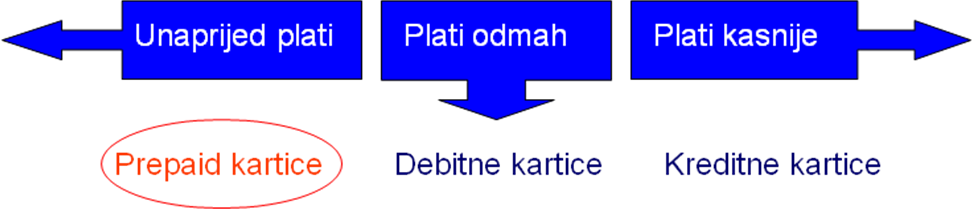 Unaprijed plati
Plati odmah
Plati kasnije
Prepaid kartice
Debitne kartice
Kreditne kartice